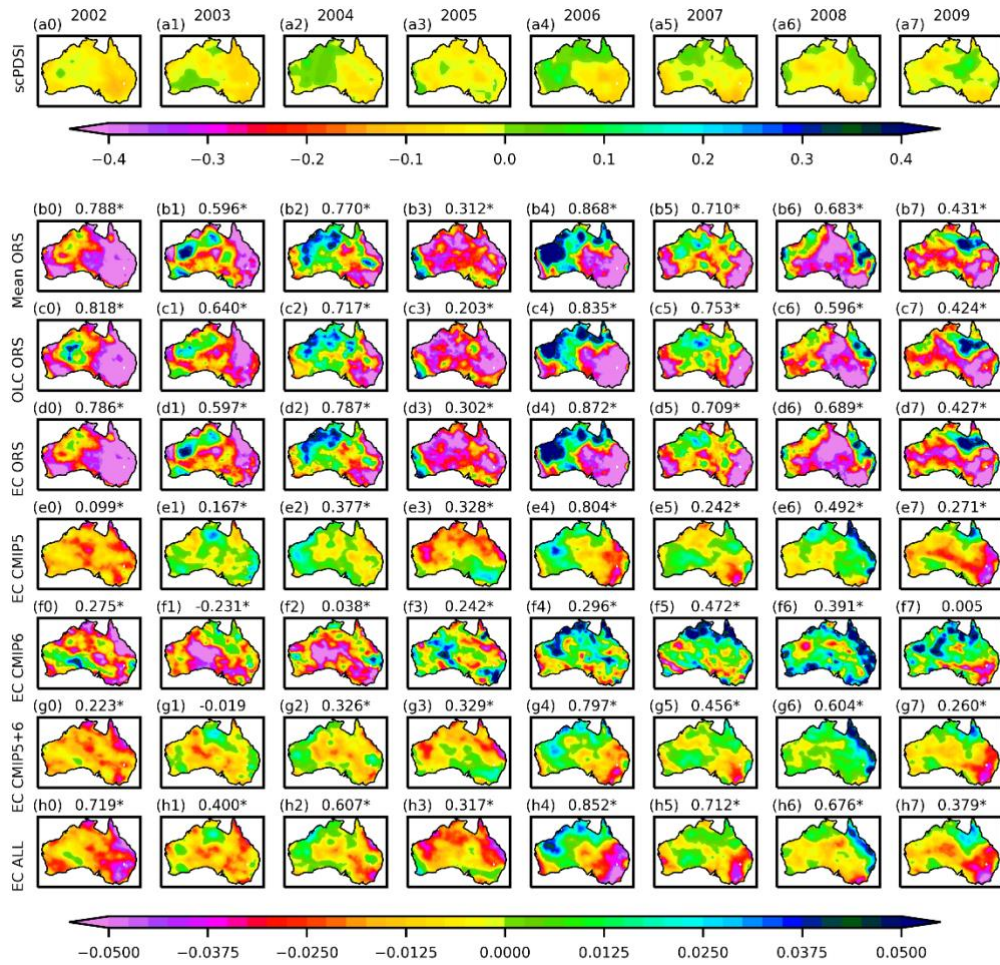 2002 2003 2004 2005 2006 2007 2008 2009
(a0) (a1) (a2) (a3) (a4) (a5) (a6) (a7)
scPDSI
−0.4 −0.3 −0.2 −0.1 0.0 0.1 0.2 0.3 0.4
(b0) 0.788* (b1) 0.596* (b2) 0.770* (b3) 0.312* (b4) 0.868* (b5) 0.710* (b6) 0.683* (b7) 0.431*
Mean ORS
(c0) 0.818* (c1) 0.640* (c2) 0.717* (c3) 0.203* (c4) 0.835* (c5) 0.753* (c6) 0.596* (c7) 0.424*
OLC ORS
(d0) 0.786* (d1) 0.597* (d2) 0.787* (d3) 0.302* (d4) 0.872* (d5) 0.709* (d6) 0.689* (d7) 0.427*
EC ORS
(e0) 0.099* (e1) 0.167* (e2) 0.377* (e3) 0.328* (e4) 0.804* (e5) 0.242* (e6) 0.492* (e7) 0.271*
EC CMIP5
(f0) 0.275* (f1) -0.231* (f2) 0.038* (f3) 0.242* (f4) 0.296* (f5) 0.472* (f6) 0.391* (f7) 0.005
EC CMIP6
(g0) 0.223* (g1) -0.019 (g2) 0.326* (g3) 0.329* (g4) 0.797* (g5) 0.456* (g6) 0.604* (g7) 0.260*
EC CMIP5+6
(h0) 0.719* (h1) 0.400* (h2) 0.607* (h3) 0.317* (h4) 0.852* (h5) 0.712* (h6) 0.676* (h7) 0.379*
EC ALL
−0.0500 −0.0375 −0.0250 −0.0125 0.0000 0.0125 0.0250 0.0375 0.0500